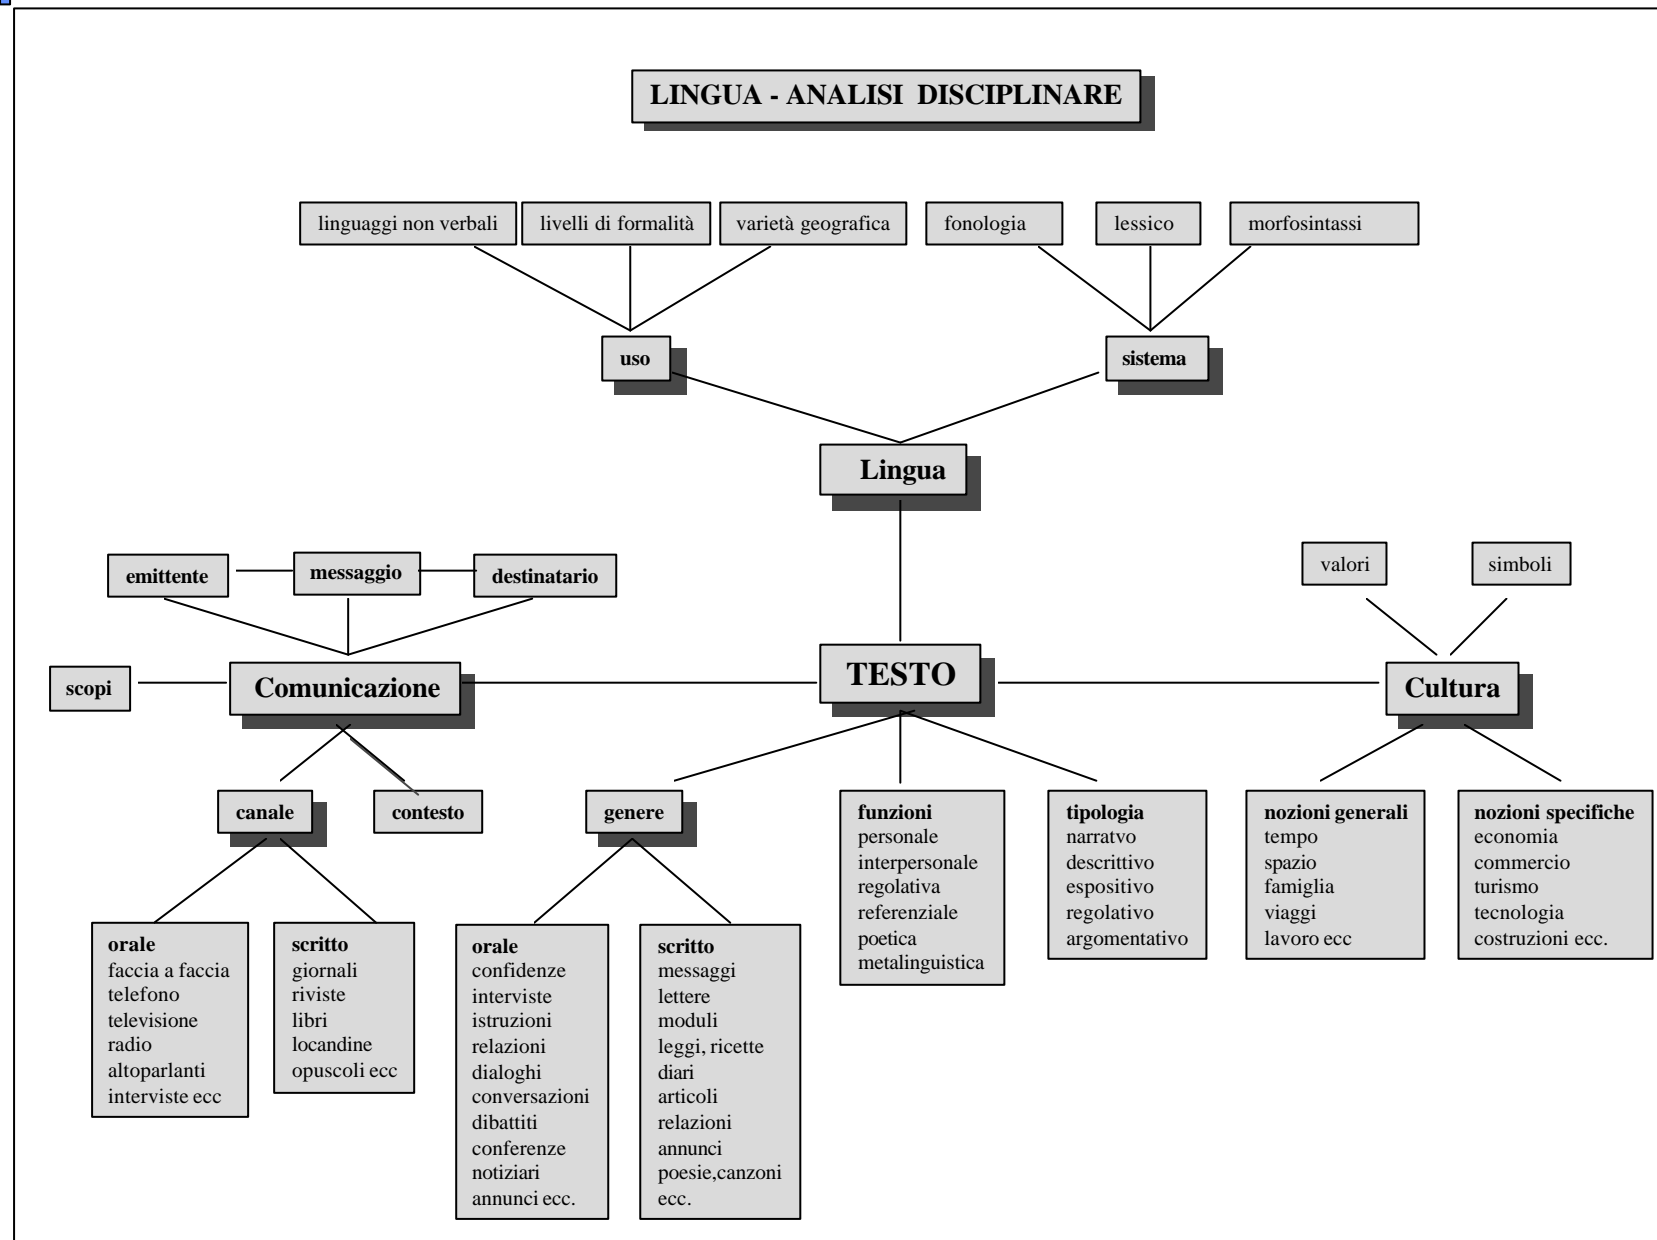 LINGUA - ANALISI DISCIPLINARE
linguaggi non verbali
livelli di formalità
varietà geografica
fonologia
lessico
morfosintassi
uso
sistema
Lingua
emittente
messaggio
destinatario
valori
simboli
scopi
Comunicazione
TESTO
Cultura
canale
contesto
genere
funzioni
personale
interpersonale
regolativa
referenziale
poetica
metalinguistica
tipologia
narratvo
descrittivo
espositivo
regolativo
argomentativo
nozioni generali
tempo
spazio
famiglia
viaggi
lavoro ecc
nozioni specifiche
economia
commercio
turismo
tecnologia
costruzioni ecc.
orale
faccia a faccia
telefono
televisione
radio
altoparlanti
interviste ecc
scritto
giornali
riviste
libri
locandine
opuscoli ecc
orale
confidenze
interviste
istruzioni
relazioni
dialoghi
conversazioni
dibattiti
conferenze
notiziari
annunci ecc.
scritto
messaggi
lettere
moduli
leggi, ricette
diari
articoli
relazioni
annunci
poesie,canzoni
ecc.